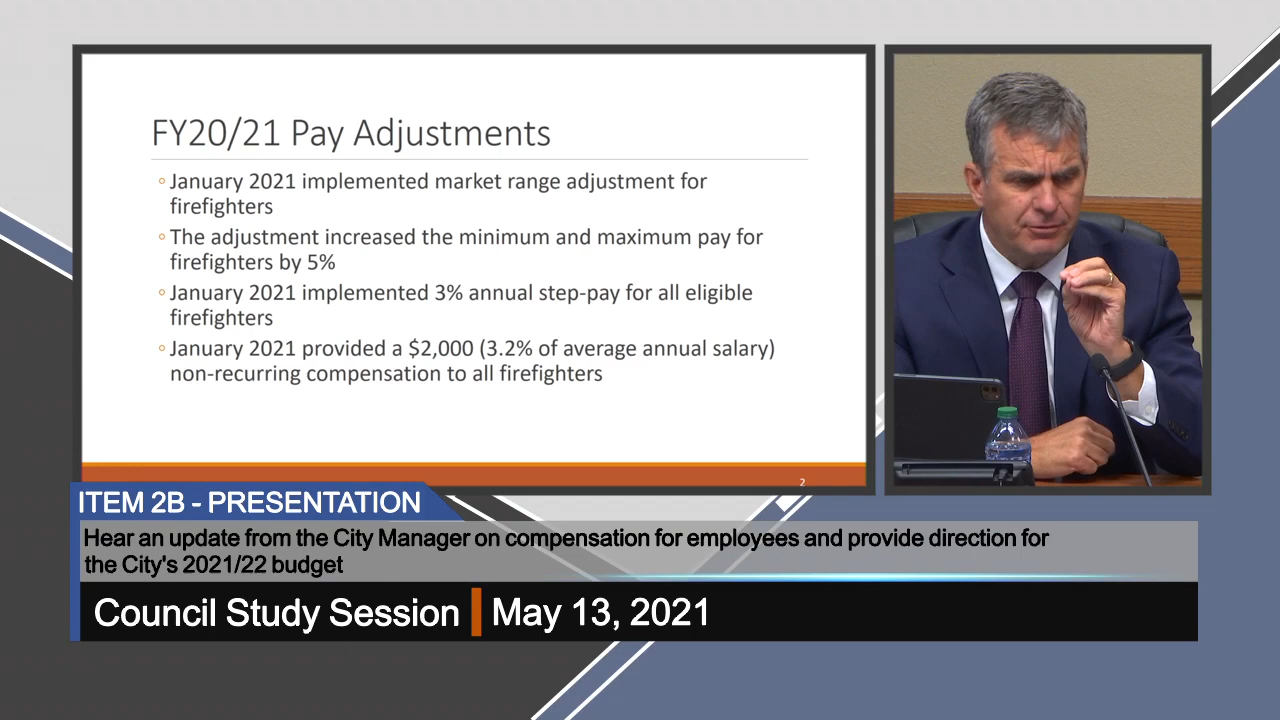 FY20/21 Pay Adjustments
◦January 2021 implemented market range adjustment for
firefighters
◦The adjustment increased the minimum and maximum pay for
firefighters by 5%
◦January 2021 implemented 3% annual step-pay for all eligible
firefighters
◦January 2021 provided a $2,000 (3.2% of average annual salary)
non-recurring compensation to all firefighters
2
ITEM 2B - PRESENTATION
Hear an update from the City Manager on compensation for employees and provide direction for
the City's 2021/22 budget
Council Study Session
May 13, 2021